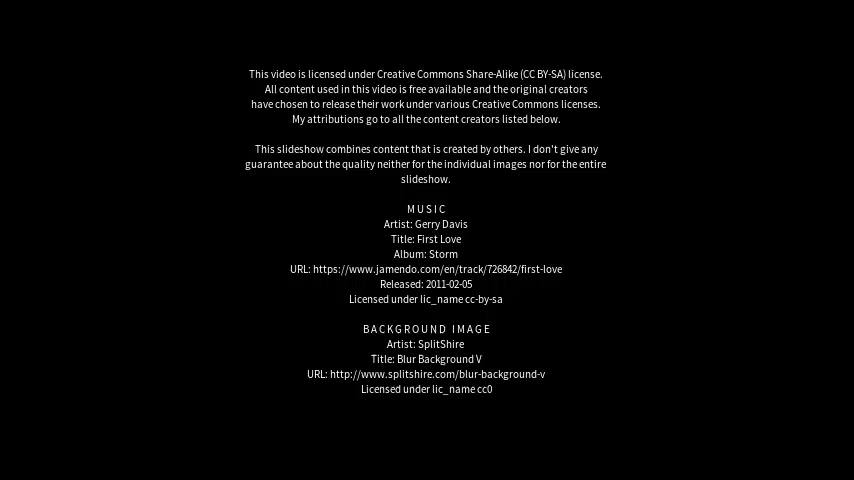 This video is licensed under Creative Commons Share-Alike (CC BY-SA) license.
All content used in this video is free available and the original creators
have chosen to release their work under various Creative Commons licenses.
My attributions go to all the content creators listed below.
This slideshow combines content that is created by others. I don't give any
guarantee about the quality neither for the individual images nor for the entire
slideshow.
MUSIC
Artist: Gerry Davis
Title: First Love
Album: Storm
URL: https://www.jamendo.com/en/track/726842/first-love
Released: 2011-02-05
Licensed under lic_name cc-by-sa
BACKGROUND IMAGE
Artist: SplitShire
Title: Blur Background V
URL: http://www.splitshire.com/blur-background-v
Licensed under lic_name cc0